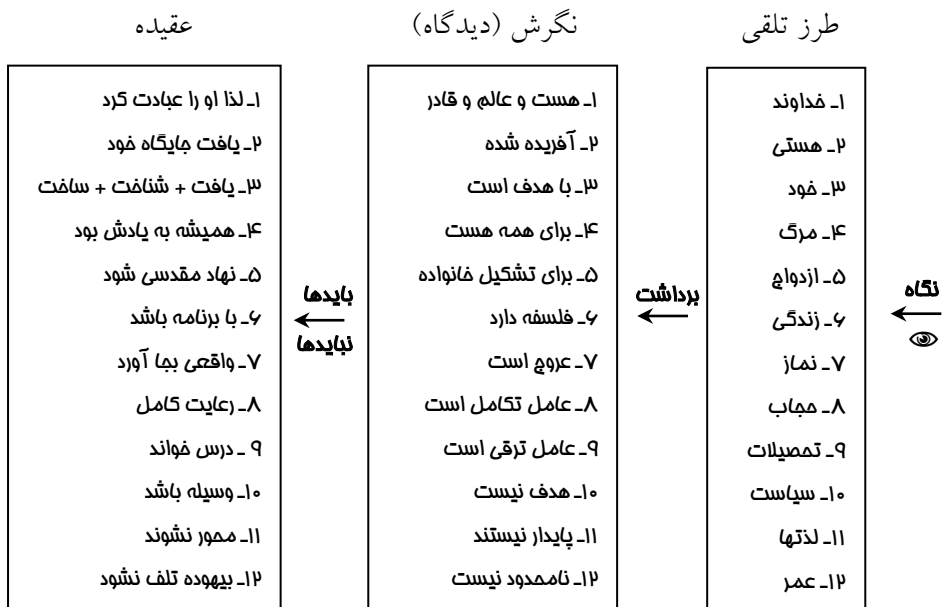 طرز تلقی
نگرش (دیدگاه)
عقیده
نگاه
۱ـ خداوند
۲ـ هستی
۳ـ خود
۴ـ مرگ
۵ـ ازدواج
۶ـ زندگی
۷ـ نماز
۸ـ حجاب
۹ـ تحصیلات
۱۰ـ سیاست
۱۱ـ لذتها
۱۲ـ عمر
برداشت
۱ـ هست و عالم و قادر
۲ـ آفریده شده
۳ـ با هدف است
۴ـ برای همه هست
۵ـ برای تشکیل خانواده
۶ـ فلسفه دارد
۷ـ عروج است
۸ـ عامل تکامل است
۹ـ عامل ترقی است
۱۰ـ هدف نیست
۱۱ـ پایدار نیستند
۱۲ـ نامحدود نیست
بایدها
نبایدها
۱ـ لذا او را عبادت کرد
۲ـ یافت جایگاه خود
۳ـ یافت + شناخت + ساخت
۴ـ همیشه به یادش بود
۵ـ نهاد مقدسی شود
۶ـ با برنامه باشد
۷ـ واقعی بجا آورد
۸ـ رعایت کامل
۹ ـ درس خواند
۱۰ـ وسیله باشد
۱۱ـ محور نشوند
۱۲ـ بیهوده تلف نشود